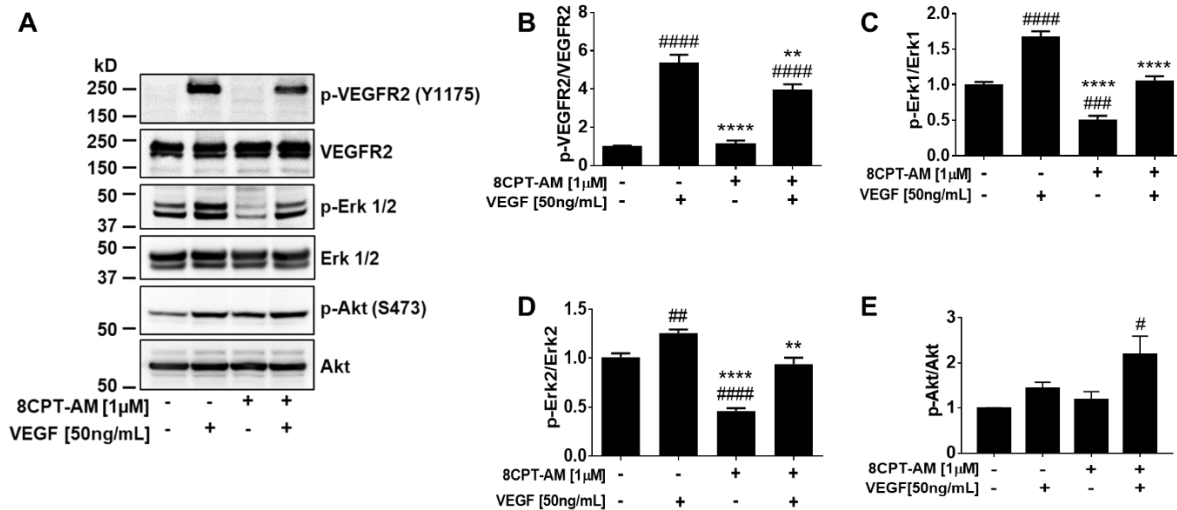 A
kD
250
150
p-VEGFR2 (Y1175)
250
150
VEGFR2
50
37
p-Erk 1/2
50
37
Erk 1/2
50
p-Akt (S473)
50
Akt
8CPT-AM [1µM] - - + +
VEGF [50ng/mL] - + - +
B
p-VEGFR2/VEGFR2
8
6
4
2
0
####
****
**
####
8CPT-AM [1µM] - - + +
VEGF [50ng/mL] - + - +
C
p-Erk1/Erk1
2.0
1.5
1.0
0.5
0.0
####
****
###
****
8CPT-AM [1µM] - - + +
VEGF [50ng/mL] - + - +
D
p-Erk2/Erk2
1.5
1.0
0.5
0.0
##
****
####
**
8CPT-AM [1µM] - - + +
VEGF [50ng/mL] - + - +
E
p-Akt/Akt
3
2
1
0
#
8CPT-AM [1µM] - - + +
VEGF[50ng/mL] - + - +